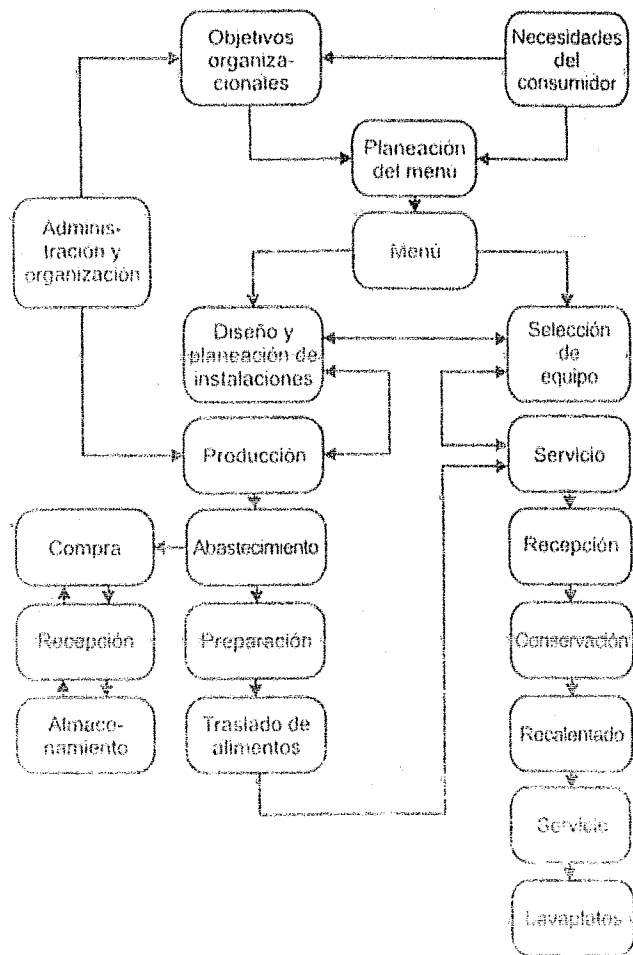 Objetivos
organiza-
cionales
Necesidades
del
consumidor
Planeación
del menú
Adminis-
tración y
organización
Menú
Diseño y
planeación de
instalaciones
Selección
de
equipo
Producción
Servicio
Compra
Abastecimiento
Recepción
Recepción
Preparación
Conservación
Almace-
namiento
Traslado de
alimentos
Recalentado
Servicio
Lavaplatos